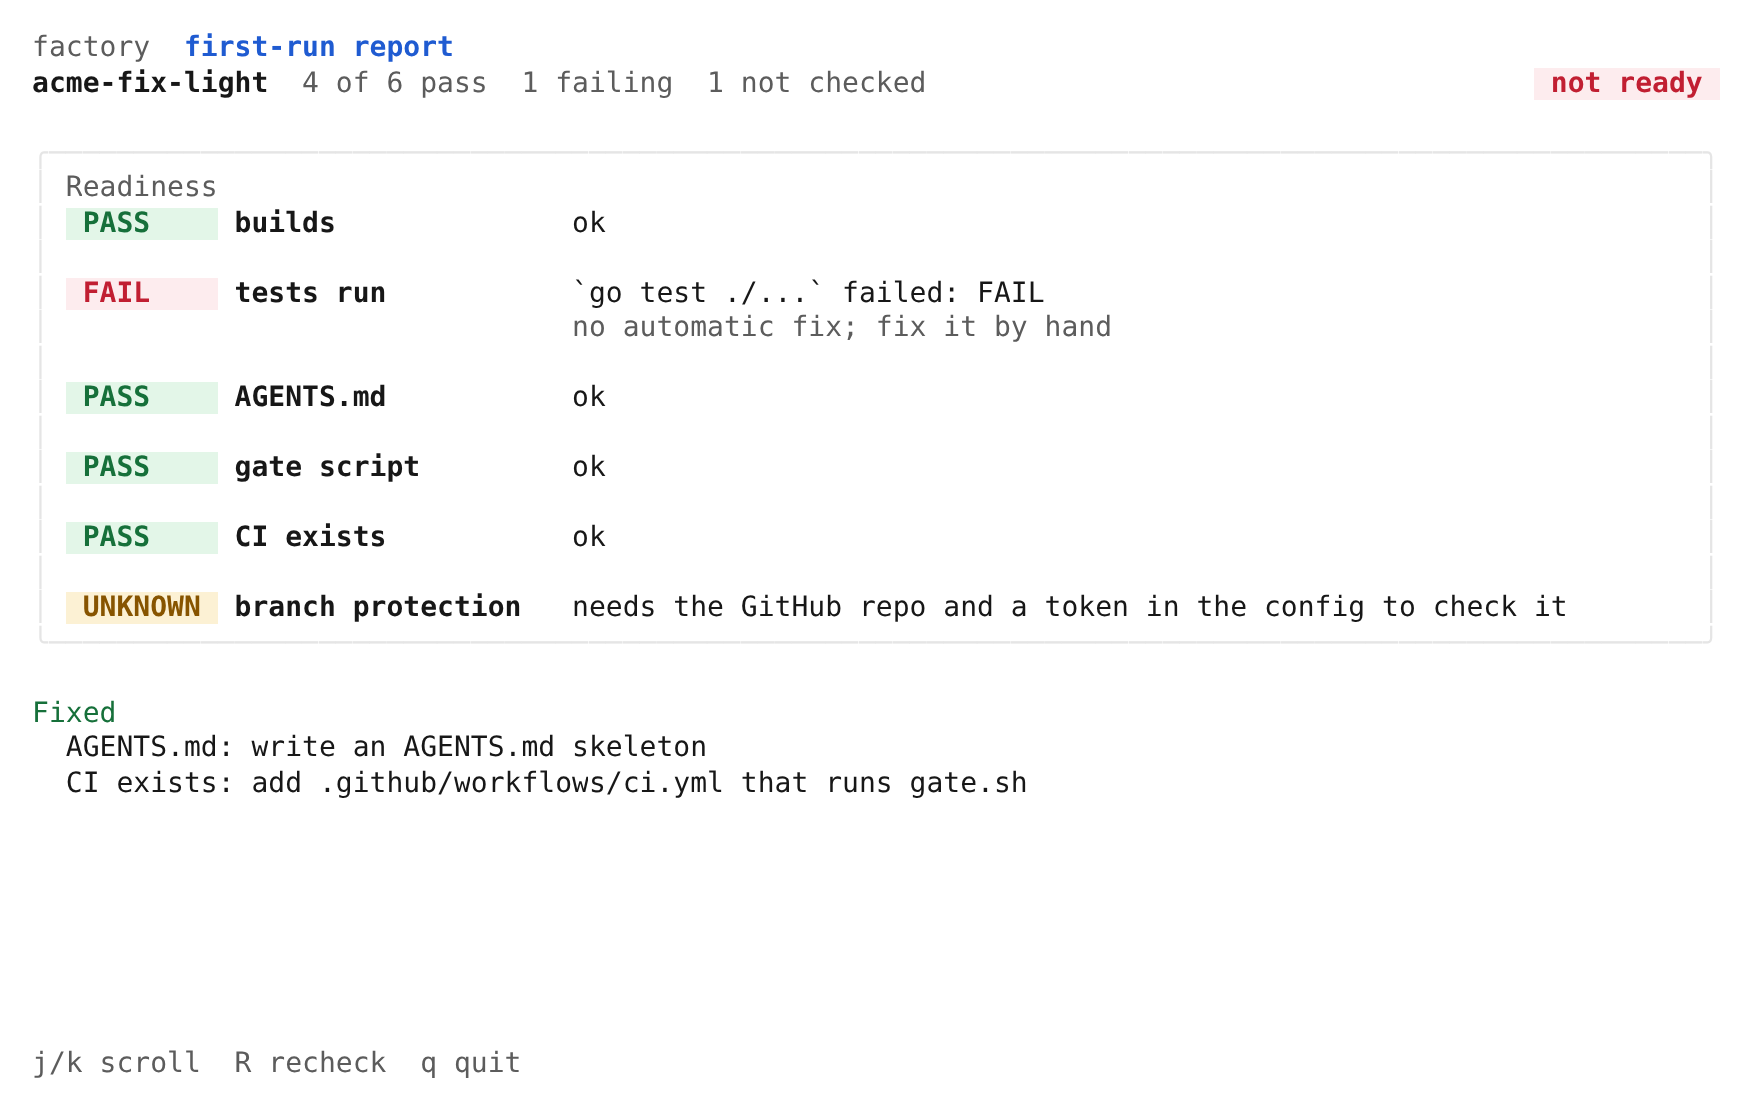 factory  first-run report
acme-fix-light  4 of 6 pass  1 failing  1 not checked  not ready
Readiness
PASS  builds  ok
FAIL  tests run  `go test ./...` failed: FAIL
no automatic fix; fix it by hand
PASS  AGENTS.md  ok
PASS  gate script  ok
PASS  CI exists  ok
UNKNOWN  branch protection  needs the GitHub repo and a token in the config to check it
Fixed
AGENTS.md: write an AGENTS.md skeleton
CI exists: add .github/workflows/ci.yml that runs gate.sh
j/k scroll  R recheck  q quit